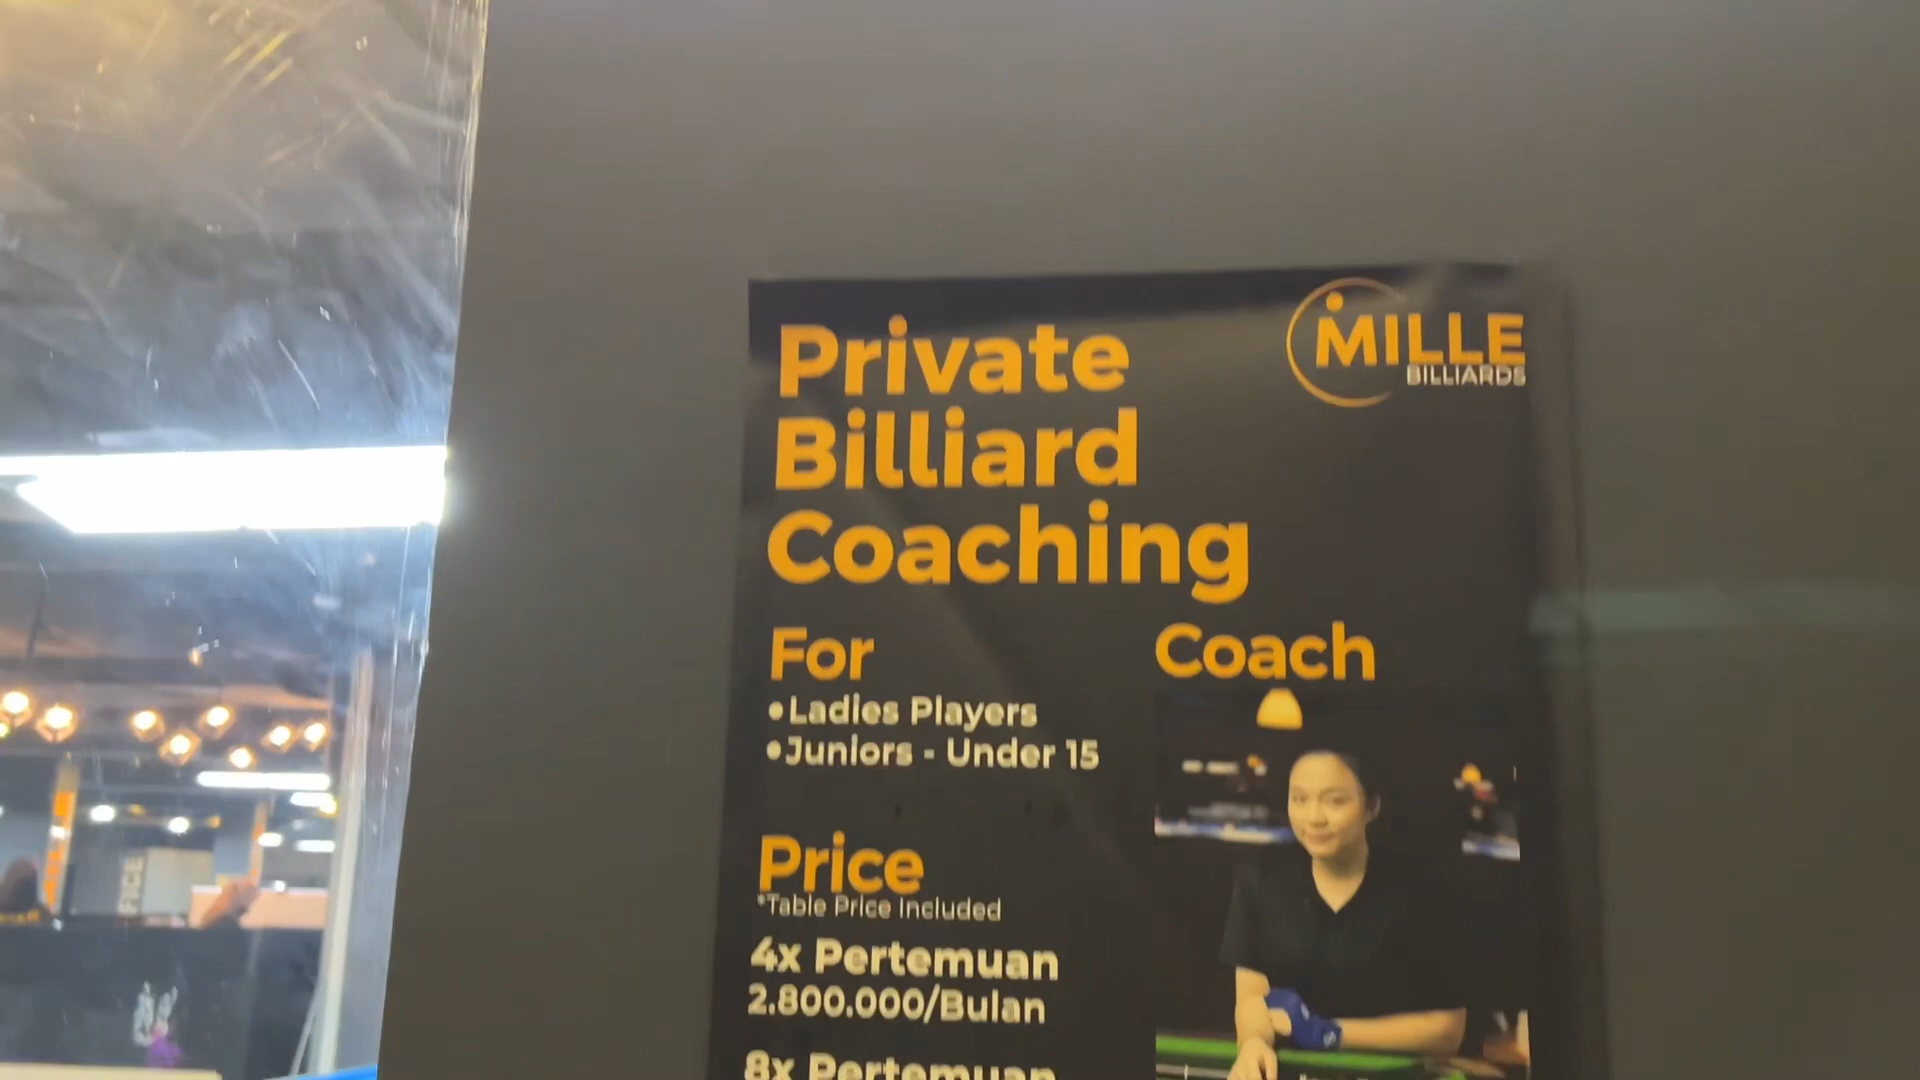 MILLE
BILLIARDS
Private
Billiard
Coaching
For
•Ladies Players
•Juniors - Under 15
Price
*Table Price Included
4x Pertemuan
2.800.000/Bulan
8x Pertemuan
Coach
FICE